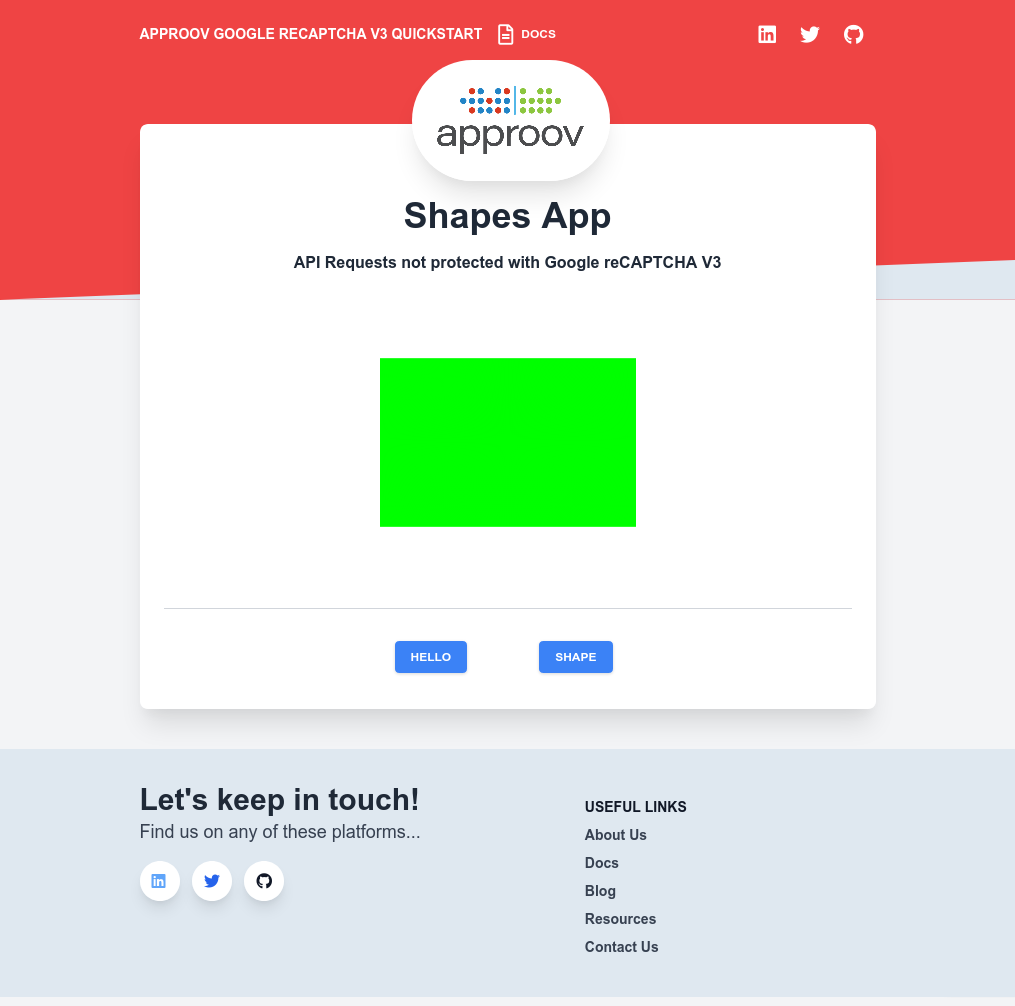 APPROOV GOOGLE RECAPTCHA V3 QUICKSTART DOCS
approov
Shapes App
API Requests not protected with Google reCAPTCHA V3
HELLO SHAPE
Let's keep in touch!
Find us on any of these platforms...
USEFUL LINKS
About Us
Docs
Blog
Resources
Contact Us